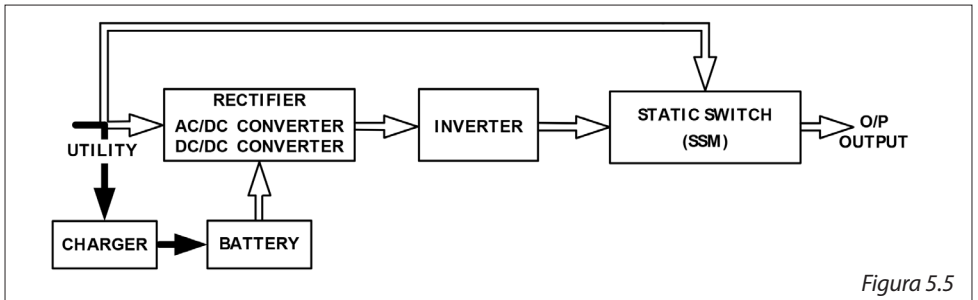 RECTIFIER
AC/DC CONVERTER
DC/DC CONVERTER
INVERTER
STATIC SWITCH
(SSM)
O/P
OUTPUT
UTILITY
CHARGER
BATTERY
Figura 5.5